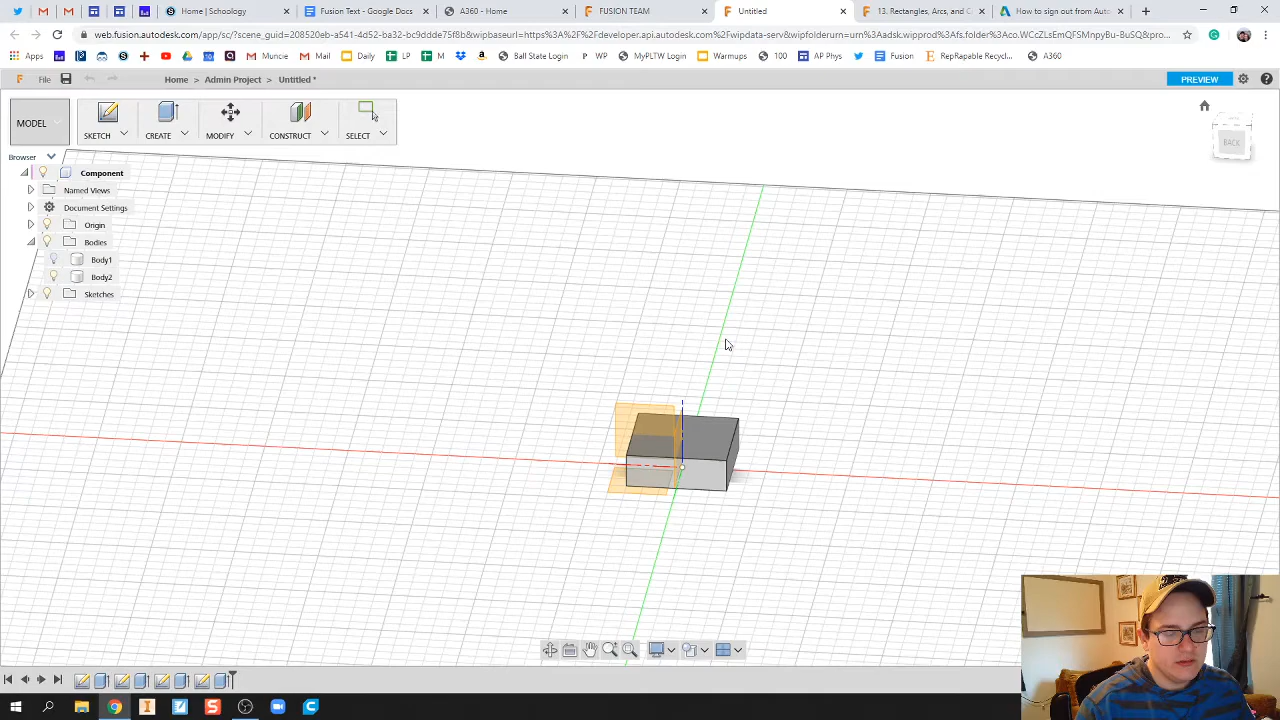 Home | Schoology
Fusion Text - Google Docs
A360 - Home
FUSION TEAM
Untitled
13. Rectangles, Arcs, and C
How to sign out from Auto
web.fusion.autodesk.com/app/sc/?scene_guid=208520eb-a541-4d52-ba32-bc90b1de75f8b/wipbase=https%3A%2F%2Fdeveloper.api.autodesk.com%2Fwipdata-serv&wipfolderurn=urn%3Aadsk.wipprod%3Afs.folder%3Aco.WCcZLsEmQFSMnpyBu-BuSQ&pro...
Apps
Muncie
Mail
Daily
LP
M
Schoology
Ball State Login
WP
MyPLTW Login
Warmups
100
AP Phys
Fusion
RepRapable Recycl...
A360
File
Home
Admin Project
Untitled *
PREVIEW
MODEL
SKETCH
CREATE
MODIFY
CONSTRUCT
SELECT
BACK
Browser
Component
Named Views
Document Settings
Origin
Bodies
Body1
Body2
Sketches